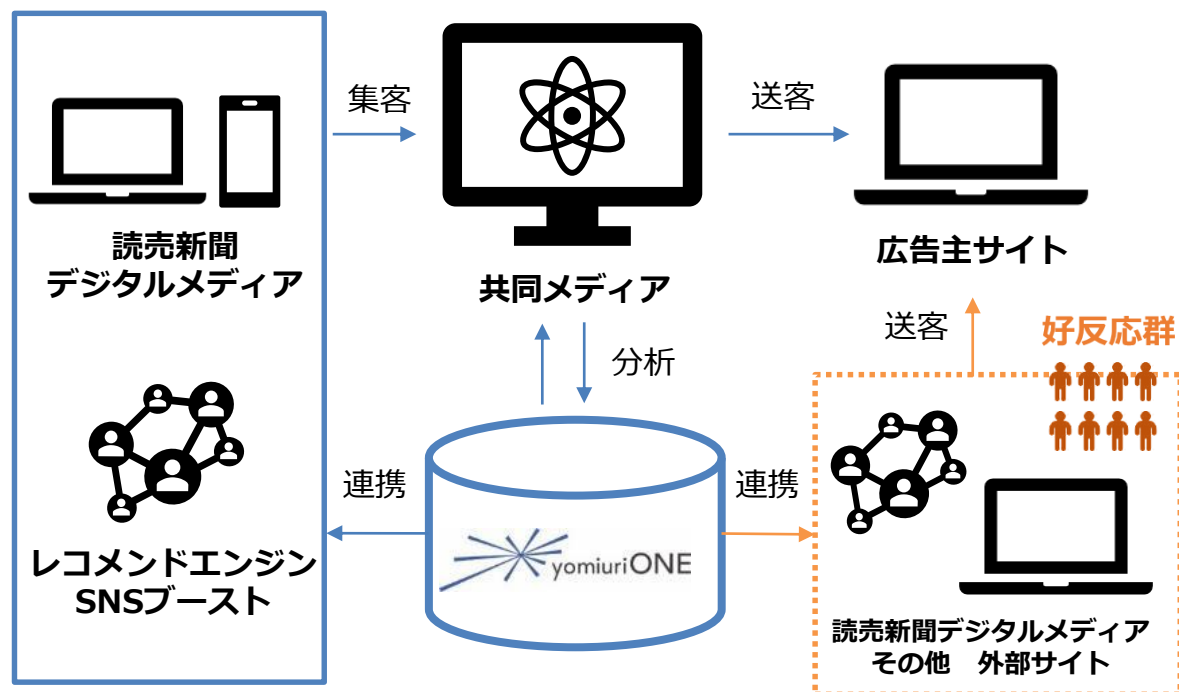 集客
送客
読売新聞
デジタルメディア
共同メディア
広告主サイト
分析
送客
好反応群
連携
連携
yomiuriONE
レコメンドエンジン
SNSブースト
読売新聞デジタルメディア
その他　外部サイト